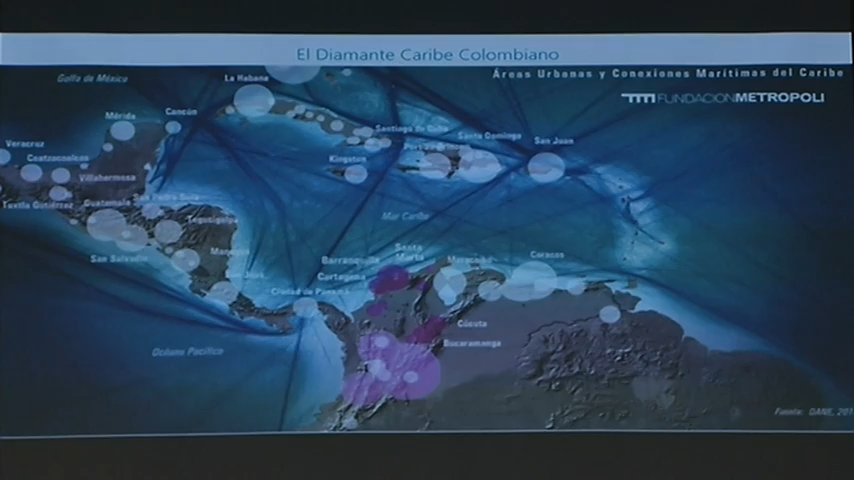 El Diamante Caribe Colombiano
Áreas Urbanas y Conexiones Marítimas del Caribe
FUNDACIONMETROPOLI
Golfo de México
La Habana
Mérida
Cancún
Veracruz
Coatzacoalcos
Villahermosa
Tuxtla Gutiérrez
Guatemala
San Pedro Sula
Tegucigalpa
San Salvador
Managua
San José
Ciudad de Panamá
Santiago de Cuba
Kingston
Santo Domingo
San Juan
Mar Caribe
Santa
Marta
Barranquilla
Cartagena
Maracaibo
Caracas
Cúcuta
Bucaramanga
Océano Pacífico
Fuente: DANE, 201